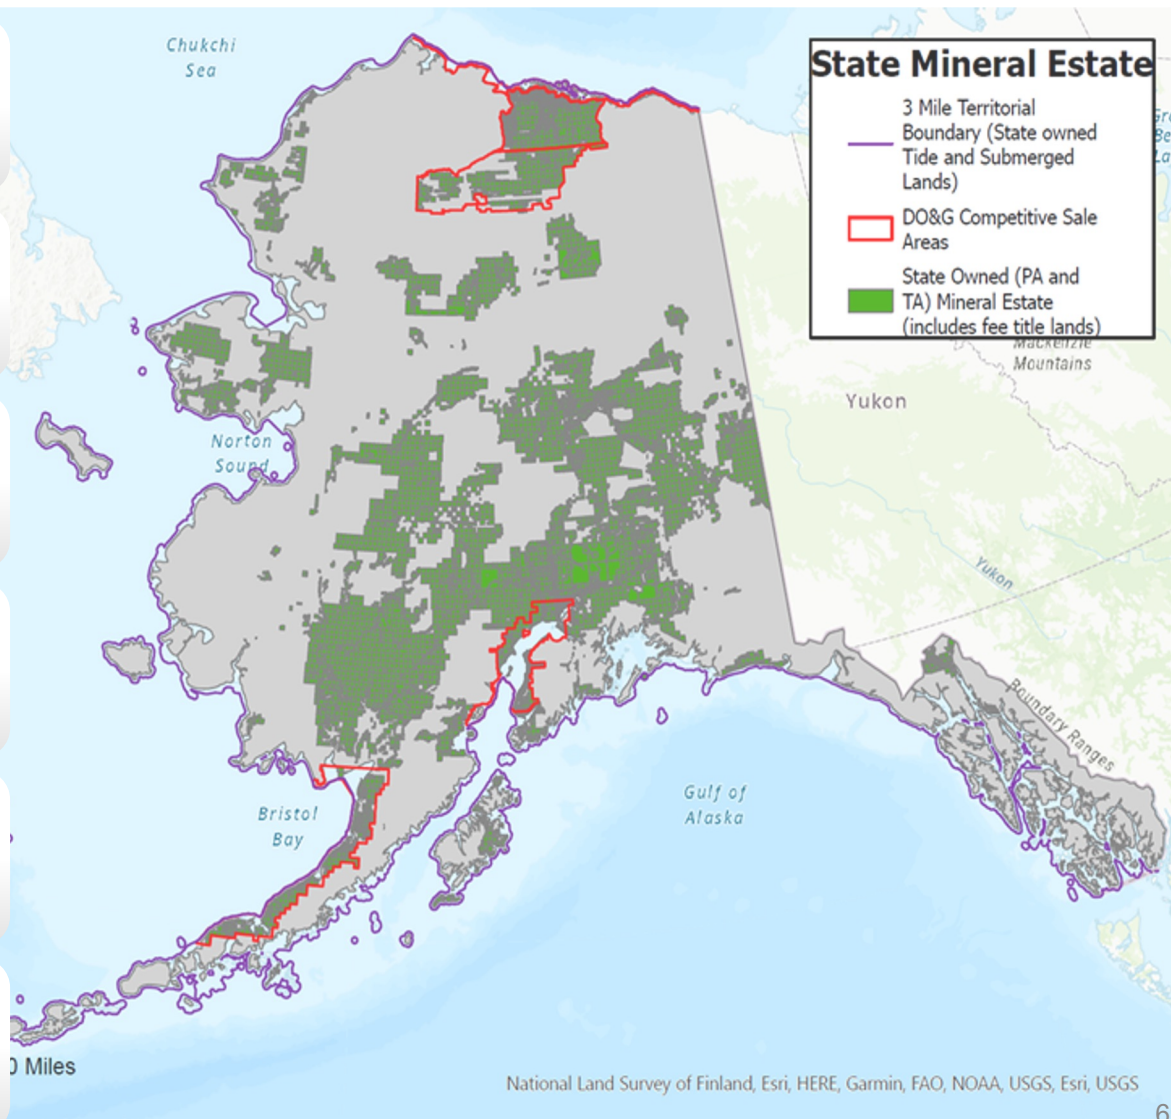 Chukchi
Sea
State Mineral Estate
3 Mile Territorial
Boundary (State owned
Tide and Submerged
Lands)
DO&G Competitive Sale
Areas
State Owned (PA and
TA) Mineral Estate
(includes fee title lands)
Mackenzie
Mountains
Yukon
Norton
Sound
Yukon
Boundary Ranges
Gulf of
Alaska
Bristol
Bay
0 Miles
National Land Survey of Finland, Esri, HERE, Garmin, FAO, NOAA, USGS, Esri, USGS
6